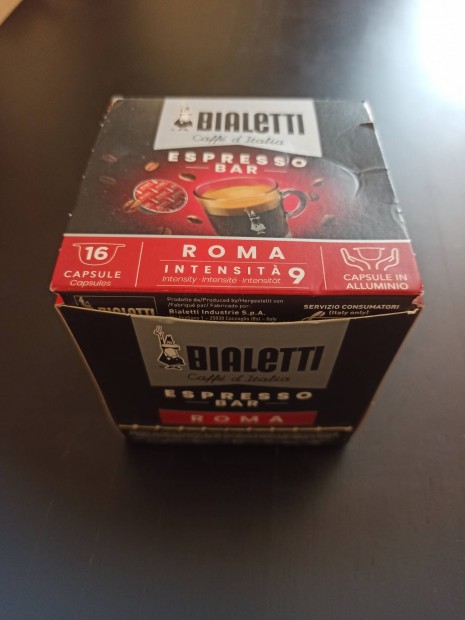 BIALETTI
Caffè d'Italia
ESPRESSO
BAR
16
CAPSULE
Capsules
ROMA
INTENSITÀ 9
Intensity · Intensité · Intensität
CAPSULE IN
ALLUMINIO
Prodotto da/Produced by/Hergestellt von
/Fabriqué par/ Fabricado por:
Bialetti Industrie S.p.A.
SERVIZIO CONSUMATORI
(Italy only)
BIALETTI
Caffè d'Italia
ESPRESSO
BAR
ROMA